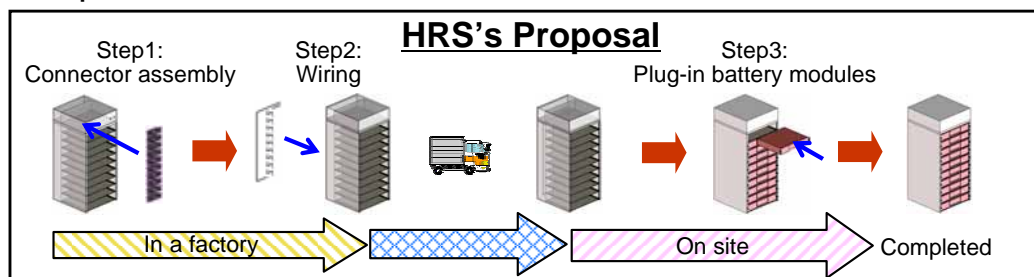 HRS's Proposal
Step1:
Connector assembly
Step2:
Wiring
Step3:
Plug-in battery modules
In a factory
On site
Completed